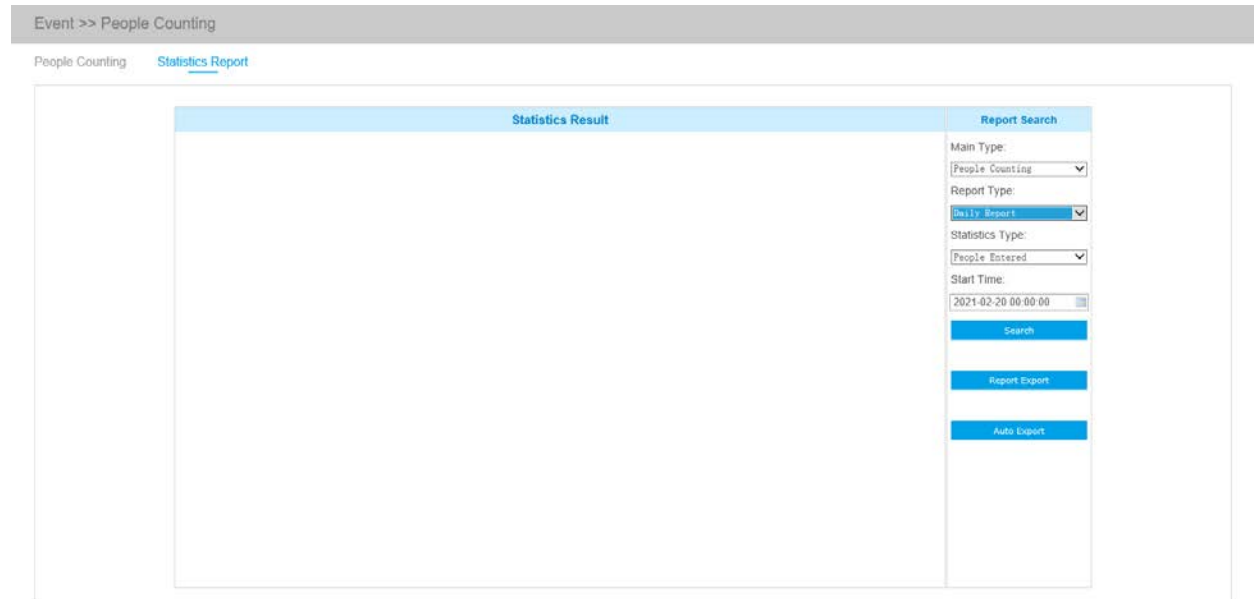 Event >> People Counting
People Counting Statistics Report
Statistics Result
Report Search
Main Type:
People Counting
Report Type:
Daily Report
Statistics Type:
People Entered
Start Time:
2021-02-20 00:00:00
Search
Report Export
Auto Export